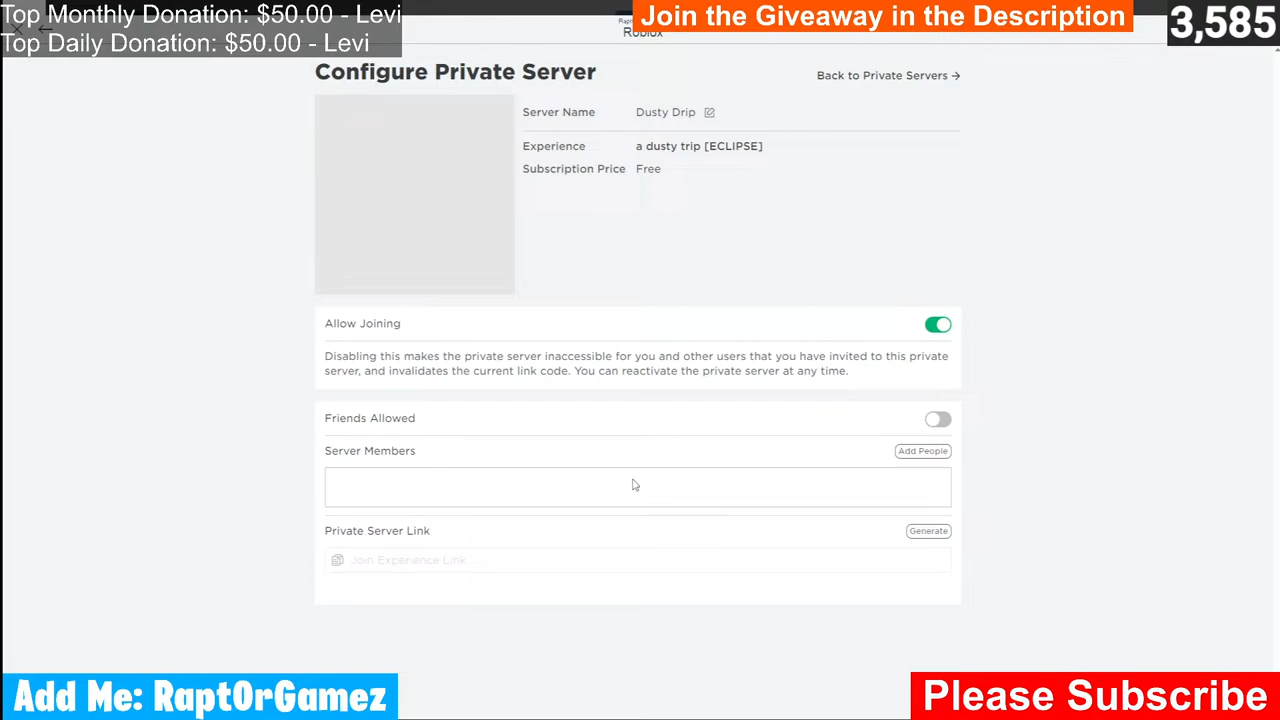 Top Monthly Donation: $50.00 - Levi
Top Daily Donation: $50.00 - Levi
Join the Giveaway in the Description
3,585
Roblox
Configure Private Server
Back to Private Servers →
Server Name Dusty Drip
Experience a dusty trip [ECLIPSE]
Subscription Price Free
Allow Joining
Disabling this makes the private server inaccessible for you and other users that you have invited to this private
server, and invalidates the current link code. You can reactivate the private server at any time.
Friends Allowed
Server Members Add People
Private Server Link Generate
Join Experience Link
Add Me: Rapt0rGamez
Please Subscribe